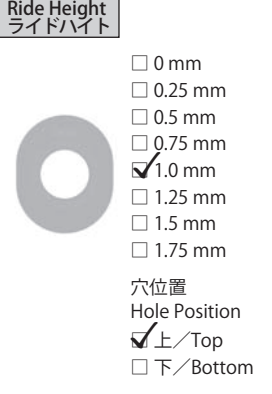 Ride Height
ライドハイト
□ 0 mm
□ 0.25 mm
□ 0.5 mm
□ 0.75 mm
☑ 1.0 mm
□ 1.25 mm
□ 1.5 mm
□ 1.75 mm
穴位置
Hole Position
☑ 上／Top
□ 下／Bottom